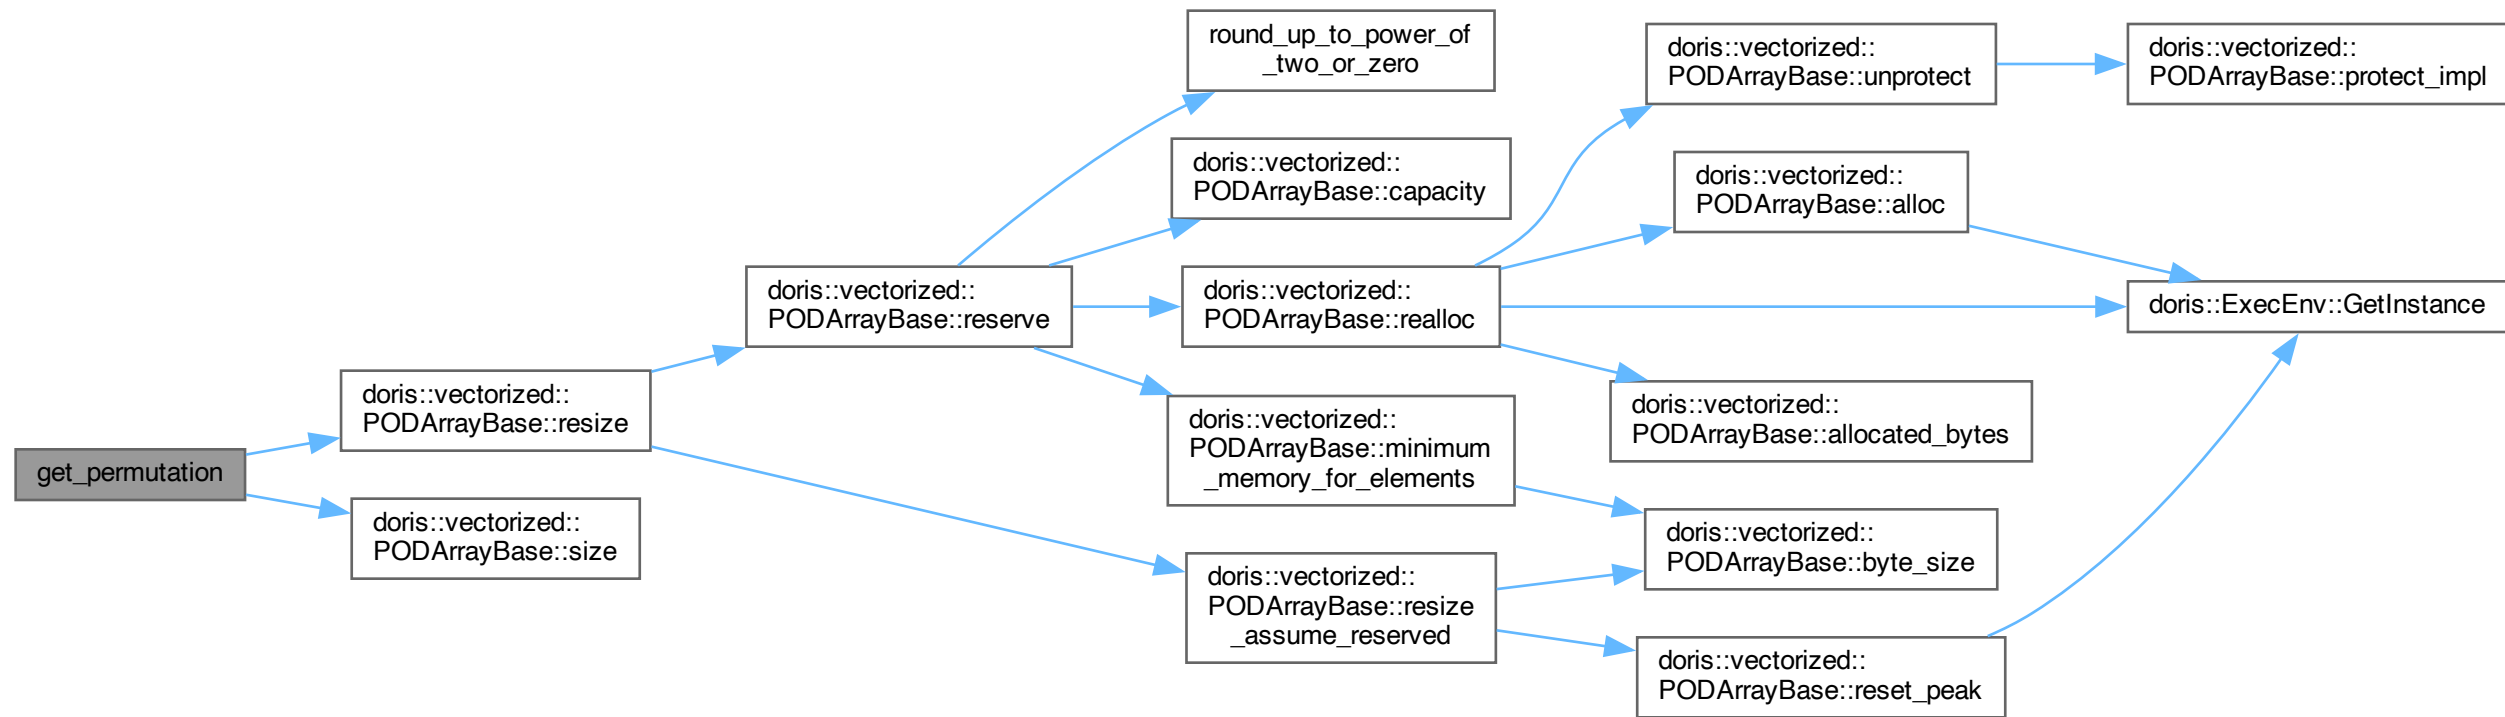 get_permutation
doris::vectorized::
PODArrayBase::resize
doris::vectorized::
PODArrayBase::size
doris::vectorized::
PODArrayBase::reserve
round_up_to_power_of
_two_or_zero
doris::vectorized::
PODArrayBase::capacity
doris::vectorized::
PODArrayBase::realloc
doris::vectorized::
PODArrayBase::minimum
_memory_for_elements
doris::vectorized::
PODArrayBase::resize
_assume_reserved
doris::vectorized::
PODArrayBase::unprotect
doris::vectorized::
PODArrayBase::alloc
doris::vectorized::
PODArrayBase::allocated_bytes
doris::vectorized::
PODArrayBase::byte_size
doris::vectorized::
PODArrayBase::reset_peak
doris::vectorized::
PODArrayBase::protect_impl
doris::ExecEnv::GetInstance